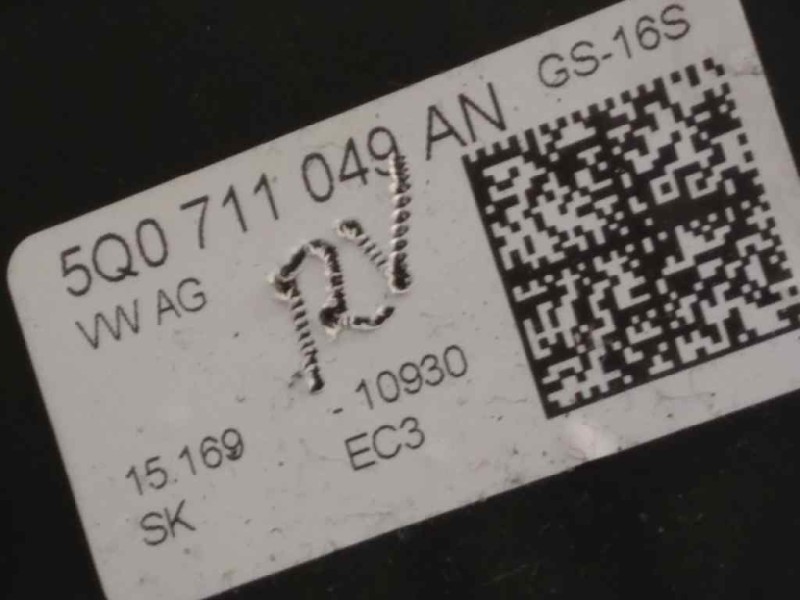 GS-16S
5Q0 711 049 AN
VW AG
15.169 - 10930
SK EC3